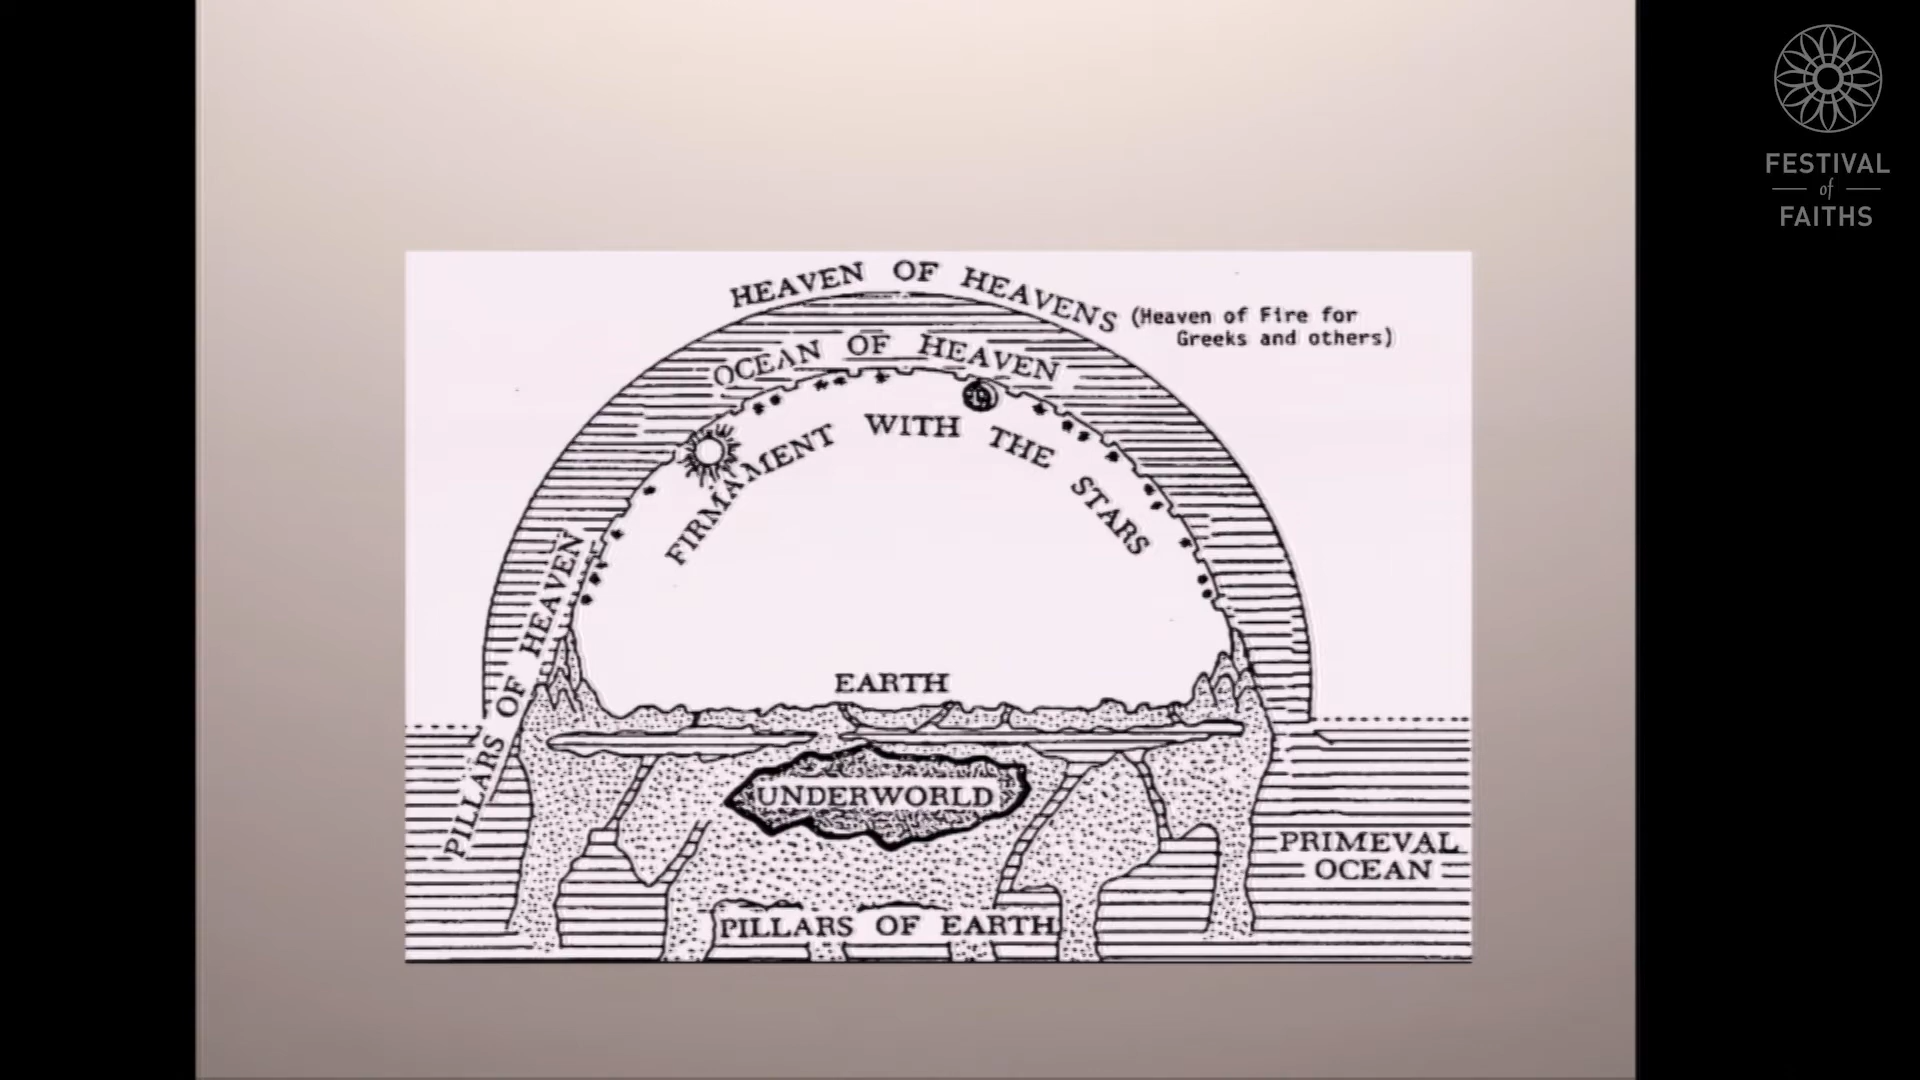 FESTIVAL
of
FAITHS
HEAVEN OF HEAVENS
(Heaven of Fire for
Greeks and others)
OCEAN OF HEAVEN
FIRMAMENT WITH THE STARS
PILLARS OF HEAVEN
EARTH
UNDERWORLD
PRIMEVAL
OCEAN
PILLARS OF EARTH